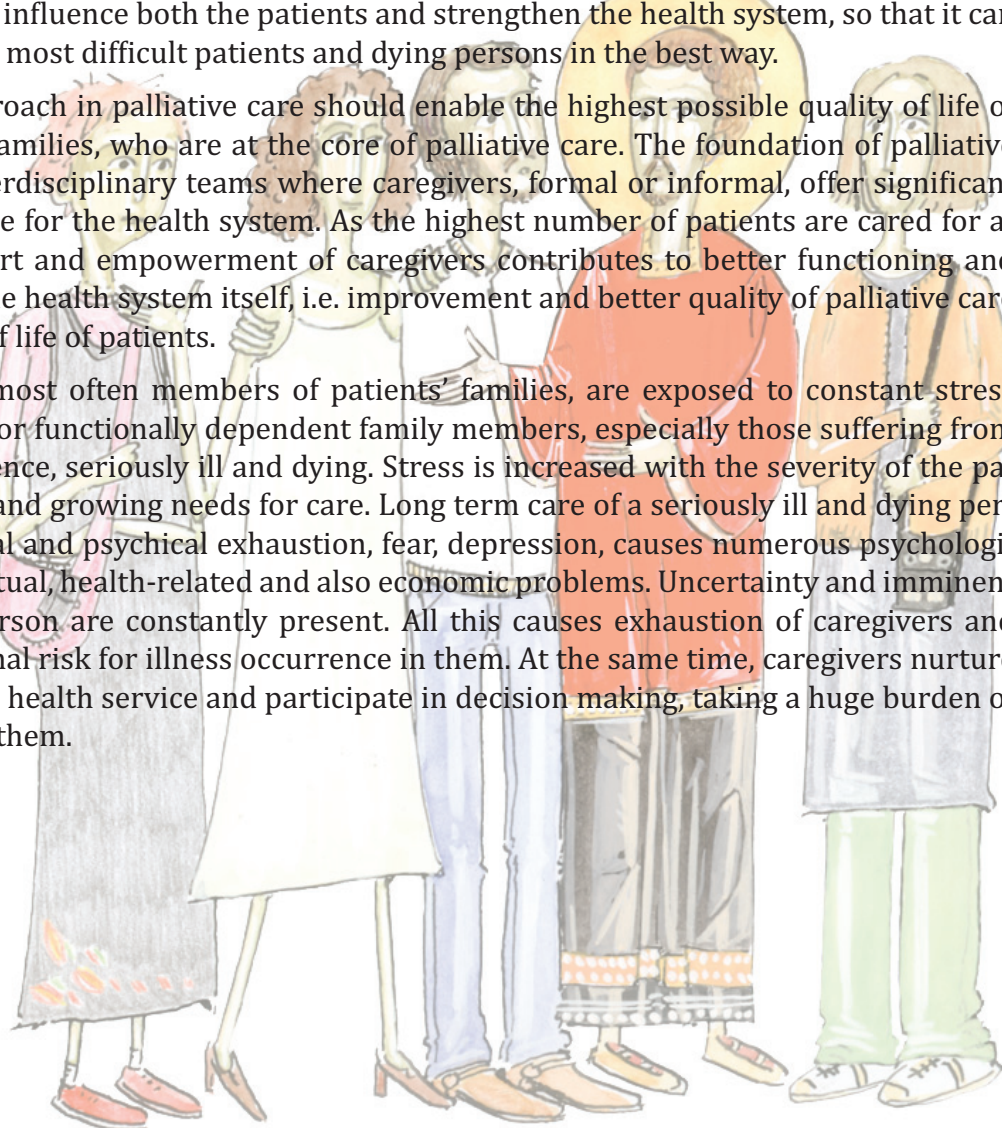 influence both the patients and strengthen the health system, so that it can
most difficult patients and dying persons in the best way.
roach in palliative care should enable the highest possible quality of life o
amilies, who are at the core of palliative care. The foundation of palliative
erdisciplinary teams where caregivers, formal or informal, offer significan
e for the health system. As the highest number of patients are cared for a
rt and empowerment of caregivers contributes to better functioning and
e health system itself, i.e. improvement and better quality of palliative car
f life of patients.
most often members of patients’ families, are exposed to constant stres
or functionally dependent family members, especially those suffering from
ence, seriously ill and dying. Stress is increased with the severity of the pa
and growing needs for care. Long term care of a seriously ill and dying per
al and psychical exhaustion, fear, depression, causes numerous psychologi
tual, health-related and also economic problems. Uncertainty and imminen
erson are constantly present. All this causes exhaustion of caregivers and
nal risk for illness occurrence in them. At the same time, caregivers nurture
health service and participate in decision making, taking a huge burden o
them.